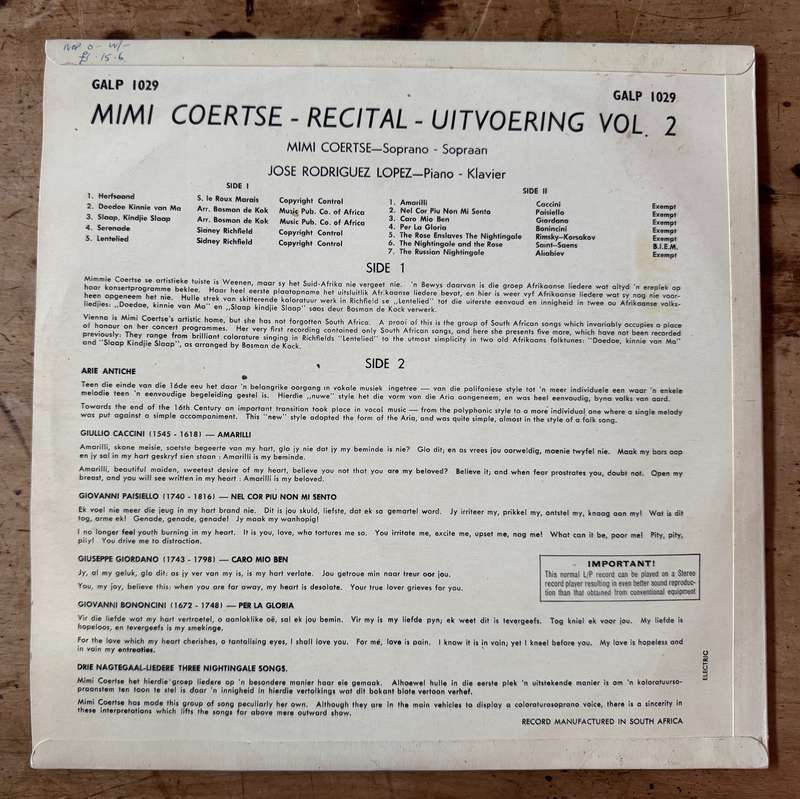 £1.15.6
GALP 1029
GALP 1029
MIMI COERTSE - RECITAL - UITVOERING VOL. 2
MIMI COERTSE—Soprano - Sopraan
JOSE RODRIGUEZ LOPEZ—Piano - Klavier
SIDE I
1. Herfsaand S. le Roux Marais Copyright Control
2. Doedoe Kinnie van Ma Arr. Bosman de Kok Music Pub. Co. of Africa
3. Slaap, Kindjie Slaap Arr. Bosman de Kok Music Pub. Co. of Africa
4. Serenade Sidney Richfield Copyright Control
5. Lentelied Sidney Richfield Copyright Control
SIDE II
1. Amarilli Caccini Exempt
2. Nel Cor Piu Non Mi Sento Paisiello Exempt
3. Caro Mio Ben Giordano Exempt
4. Per La Gloria Bonincini Exempt
5. The Rose Enslaves The Nightingale Rimsky—Korsakov Exempt
6. The Nightingale and the Rose Saint—Saens B.I.E.M.
7. The Russian Nightingale Aliabiev Exempt
SIDE 1
Mimmie Coertse se artistieke tuiste is Weenen, maar sy het Suid-Afrika nie vergeet nie. 'n Bewys daarvan is die groep Afrikaanse liedere wat altyd 'n ereplek op
haar konsertprogramme beklee. Haar heel eerste plaatopname het uitsluitlik Afrikaanse liedere bevat, en hier is weer vyf Afrikaanse liedere wat sy nog nie voor-
heen opgeneem het nie. Hulle strek van skitterende koloratuur werk in Richfield se „Lentelied" tot die uiterste eenvoud en innigheid in twee ou Afrikaanse volks-
liedjies: „Doedoe, kinnie van Ma" en „Slaap kindjie Slaap" soos deur Bosman de Kock verwerk.
Vienna is Mimi Coertse's artistic home, but she has not forgotten South Africa. A proof of this is the group of South African songs which invariably occupies a place
of honour on her concert programmes. Her very first recording contained only South African songs, and here she presents five more, which have not been recorded
previously: They range from brilliant colorature singing in Richfields "Lentelied" to the utmost simplicity in two old Afrikaans folktunes: "Doedoe, kinnie van Ma"
and "Slaap Kindjie Slaap", as arranged by Bosman de Kock.
SIDE 2
ARIE ANTICHE
Teen die einde van die 16de eeu het daar 'n belangrike oorgang in vokale musiek ingetree — van die polifoniese style tot 'n meer individuele een waar 'n enkele
melodie teen 'n eenvoudige begeleiding gestel is. Hierdie „nuwe" style het die vorm van die Aria aangeneem, en was heel eenvoudig, byna volks van aard.
Towards the end of the 16th Century an important transition took place in vocal music — from the polyphonic style to a more individual one where a single melody
was put against a simple accompaniment. This "new" style adopted the form of the Aria, and was quite simple, almost in the style of a folk song.
GIULLIO CACCINI (1545 - 1618) — AMARILLI
Amarilli, skone meisie, soetste begeerte van my hart, glo jy nie dat jy my beminde is nie? Glo dit; en as vrees jou oorweldig, moenie twyfel nie. Maak my bors oop
en jy sal in my hart geskryf sien staan : Amarilli is my beminde.
Amarilli, beautiful maiden, sweetest desire of my heart, believe you not that you are my beloved? Believe it; and when fear prostrates you, doubt not. Open my
breast, and you will see written in my heart : Amarilli is my beloved.
GIOVANNI PAISIELLO (1740 - 1816) — NEL COR PIU NON MI SENTO
Ek voel nie meer die jeug in my hart brand nie. Dit is jou skuld, liefste, dat ek so gemartel word. Jy irriteer my, prikkel my, ontstel my, knaag aan my! Wat is dit
tog, arme ek! Genade, genade, genade! Jy maak my wanhopig!
I no longer feel youth burning in my heart. It is you, love, who tortures me so. You irritate me, excite me, upset me, nag me! What can it be, poor me! Pity, pity,
pity! You drive me to distraction.
GIUSEPPE GIORDANO (1743 - 1798) — CARO MIO BEN
Jy, al my geluk, glo dit: as jy ver van my is, is my hart verlate. Jou getroue min naar treur oor jou.
You, my joy, believe this: when you are far away, my heart is desolate. Your true lover grieves for you.
GIOVANNI BONONCINI (1672 - 1748) — PER LA GLORIA
Vir die liefde wat my hart vertroetel, o aanloklike oë, sal ek jou bemin. Vir my is my liefde pyn; ek weet dit is tevergeefs. Tog kniel ek voor jou. My liefde is
hopeloos, en tevergeefs is my smekinge.
For the love which my heart cherishes, o tantalising eyes, I shall love you. For mé, love is pain. I know it is in vain; yet I kneel before you. My love is hopeless and
in vain my entreaties.
IMPORTANT!
This normal L/P record can be played on a Stereo
record player resulting in even better sound reproduc-
tion than that obtained from conventional equipment
DRIE NAGTEGAAL-LIEDERE THREE NIGHTINGALE SONGS.
Mimi Coertse het hierdie groep liedere op 'n besondere manier haar eie gemaak. Alhoewel hulle in die eerste plek 'n uitstekende manier is om 'n koloratuurso-
praanstem ten toon te stel is daar 'n innigheid in hierdie vertolkings wat dit bokant blote vertoon verhef.
Mimi Coertse has made this group of song peculiarly her own. Although they are in the main vehicles to display a coloraturosoprano voice, there is a sincerity in
these interpretations which lifts the songs far above mere outward show.
ELECTRIC
RECORD MANUFACTURED IN SOUTH AFRICA